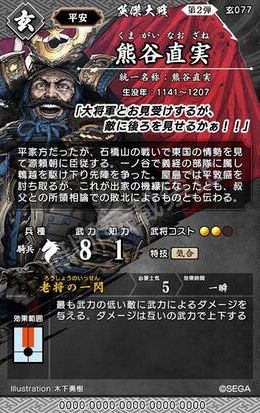 玄
平安
英傑大戦
第2弾
玄077
くまがいなおざね
熊谷直実
統一名称：熊谷直実
生没年：1141～1207
「大将軍とお見受けするが、
敵に後ろを見せるかぁ！！」
平家方だったが、石橋山の戦いで東国の情勢を見
て源頼朝に臣従する。一ノ谷で義経の部隊に属し
鵯越を駆け下り先陣を争った。屋島では平敦盛を
討ち取るが、これが出家の機縁になったとも、叔
父との所領相論での敗北によるものとも伝わる。
兵種 武力 知力 武将コスト
騎兵 8 1
特技 気合
ろうしょうのいっせん
老将の一閃
必要士気 5
効果時間 一瞬
効果範囲
最も武力の低い敵に武力によるダメージを
与える。ダメージは互いの武力で上下する
Illustration:木下勇樹
©SEGA
0000-0000-0000-0000-0000